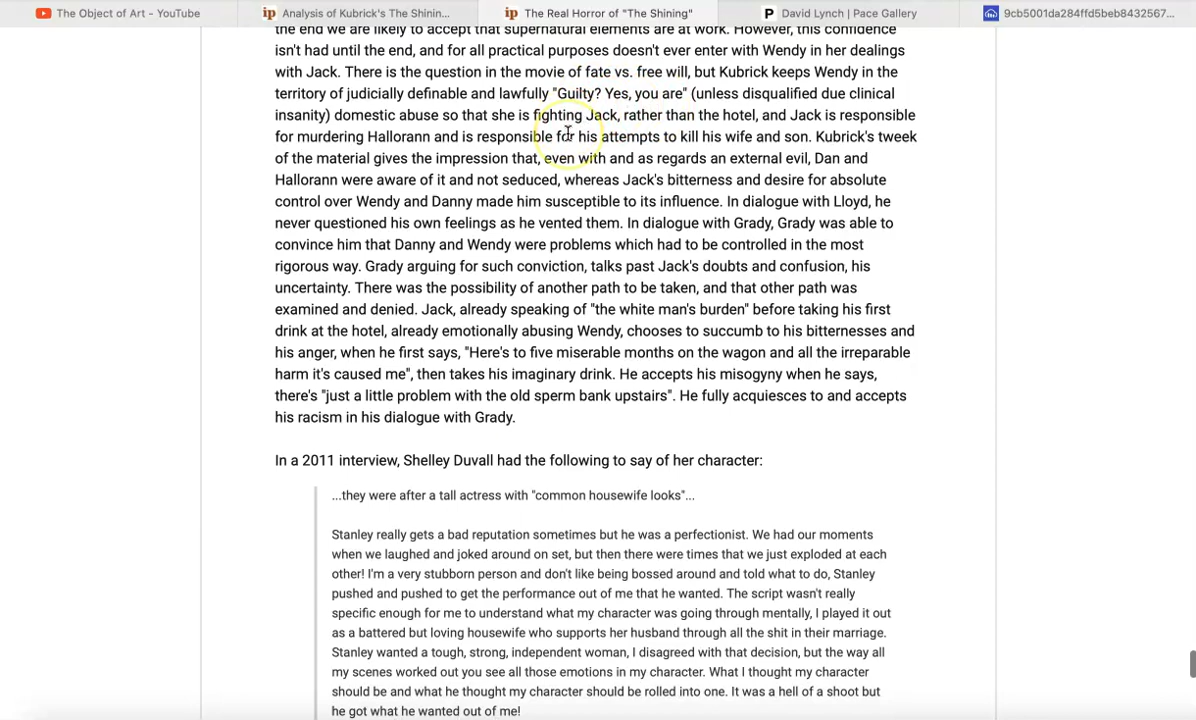 The Object of Art - YouTube
Analysis of Kubrick's The Shinin...
The Real Horror of "The Shining"
David Lynch | Pace Gallery
9cb5001da284ffd5beb8432567...
the end we are likely to accept that supernatural elements are at work. However, this confidence
isn't had until the end, and for all practical purposes doesn't ever enter with Wendy in her dealings
with Jack. There is the question in the movie of fate vs. free will, but Kubrick keeps Wendy in the
territory of judicially definable and lawfully "Guilty? Yes, you are" (unless disqualified due clinical
insanity) domestic abuse so that she is fighting Jack, rather than the hotel, and Jack is responsible
for murdering Hallorann and is responsible for his attempts to kill his wife and son. Kubrick's tweek
of the material gives the impression that, even with and as regards an external evil, Dan and
Hallorann were aware of it and not seduced, whereas Jack's bitterness and desire for absolute
control over Wendy and Danny made him susceptible to its influence. In dialogue with Lloyd, he
never questioned his own feelings as he vented them. In dialogue with Grady, Grady was able to
convince him that Danny and Wendy were problems which had to be controlled in the most
rigorous way. Grady arguing for such conviction, talks past Jack's doubts and confusion, his
uncertainty. There was the possibility of another path to be taken, and that other path was
examined and denied. Jack, already speaking of "the white man's burden" before taking his first
drink at the hotel, already emotionally abusing Wendy, chooses to succumb to his bitternesses and
his anger, when he first says, "Here's to five miserable months on the wagon and all the irreparable
harm it's caused me", then takes his imaginary drink. He accepts his misogyny when he says,
there's "just a little problem with the old sperm bank upstairs". He fully acquiesces to and accepts
his racism in his dialogue with Grady.
In a 2011 interview, Shelley Duvall had the following to say of her character:
...they were after a tall actress with "common housewife looks"...
Stanley really gets a bad reputation sometimes but he was a perfectionist. We had our moments
when we laughed and joked around on set, but then there were times that we just exploded at each
other! I'm a very stubborn person and don't like being bossed around and told what to do, Stanley
pushed and pushed to get the performance out of me that he wanted. The script wasn't really
specific enough for me to understand what my character was going through mentally, I played it out
as a battered but loving housewife who supports her husband through all the shit in their marriage.
Stanley wanted a tough, strong, independent woman, I disagreed with that decision, but the way all
my scenes worked out you see all those emotions in my character. What I thought my character
should be and what he thought my character should be rolled into one. It was a hell of a shoot but
he got what he wanted out of me!